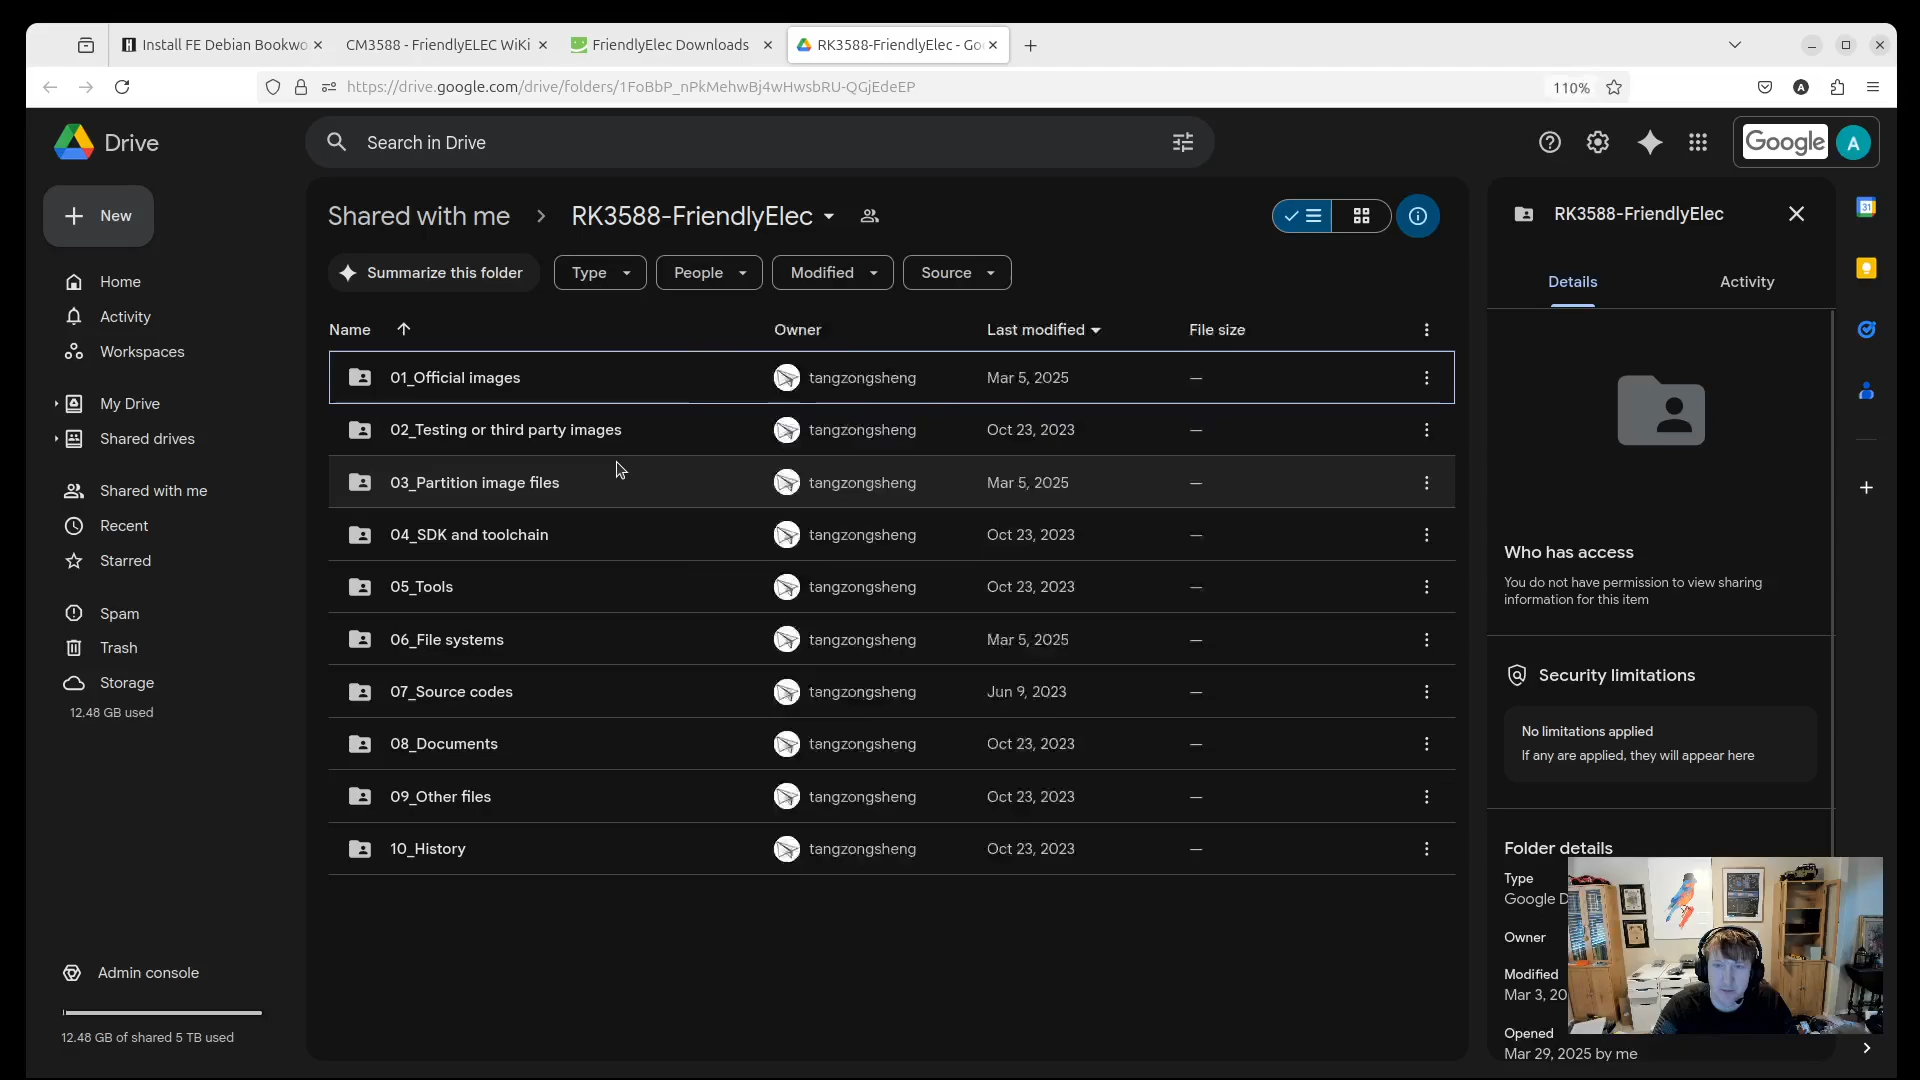 Install FE Debian Bookwo
CM3588 - FriendlyELEC WiKi
FriendlyElec Downloads
RK3588-FriendlyElec - Go
https://drive.google.com/drive/folders/1FoBbP_nPkMehwBj4wHwsbRU-QGjEdeEP
110%
A
Drive
Search in Drive
Google
A
New
Home
Activity
Workspaces
My Drive
Shared drives
Shared with me
Recent
Starred
Spam
Trash
Storage
12.48 GB used
Admin console
12.48 GB of shared 5 TB used
Shared with me > RK3588-FriendlyElec
Summarize this folder
Type
People
Modified
Source
Name Owner Last modified File size
01_Official images tangzongsheng Mar 5, 2025 —
02_Testing or third party images tangzongsheng Oct 23, 2023 —
03_Partition image files tangzongsheng Mar 5, 2025 —
04_SDK and toolchain tangzongsheng Oct 23, 2023 —
05_Tools tangzongsheng Oct 23, 2023 —
06_File systems tangzongsheng Mar 5, 2025 —
07_Source codes tangzongsheng Jun 9, 2023 —
08_Documents tangzongsheng Oct 23, 2023 —
09_Other files tangzongsheng Oct 23, 2023 —
10_History tangzongsheng Oct 23, 2023 —
RK3588-FriendlyElec
Details
Activity
Who has access
You do not have permission to view sharing
information for this item
Security limitations
No limitations applied
If any are applied, they will appear here
Folder details
Type
Google D
Owner
Modified
Mar 3, 20
Opened
Mar 29, 2025 by me
31